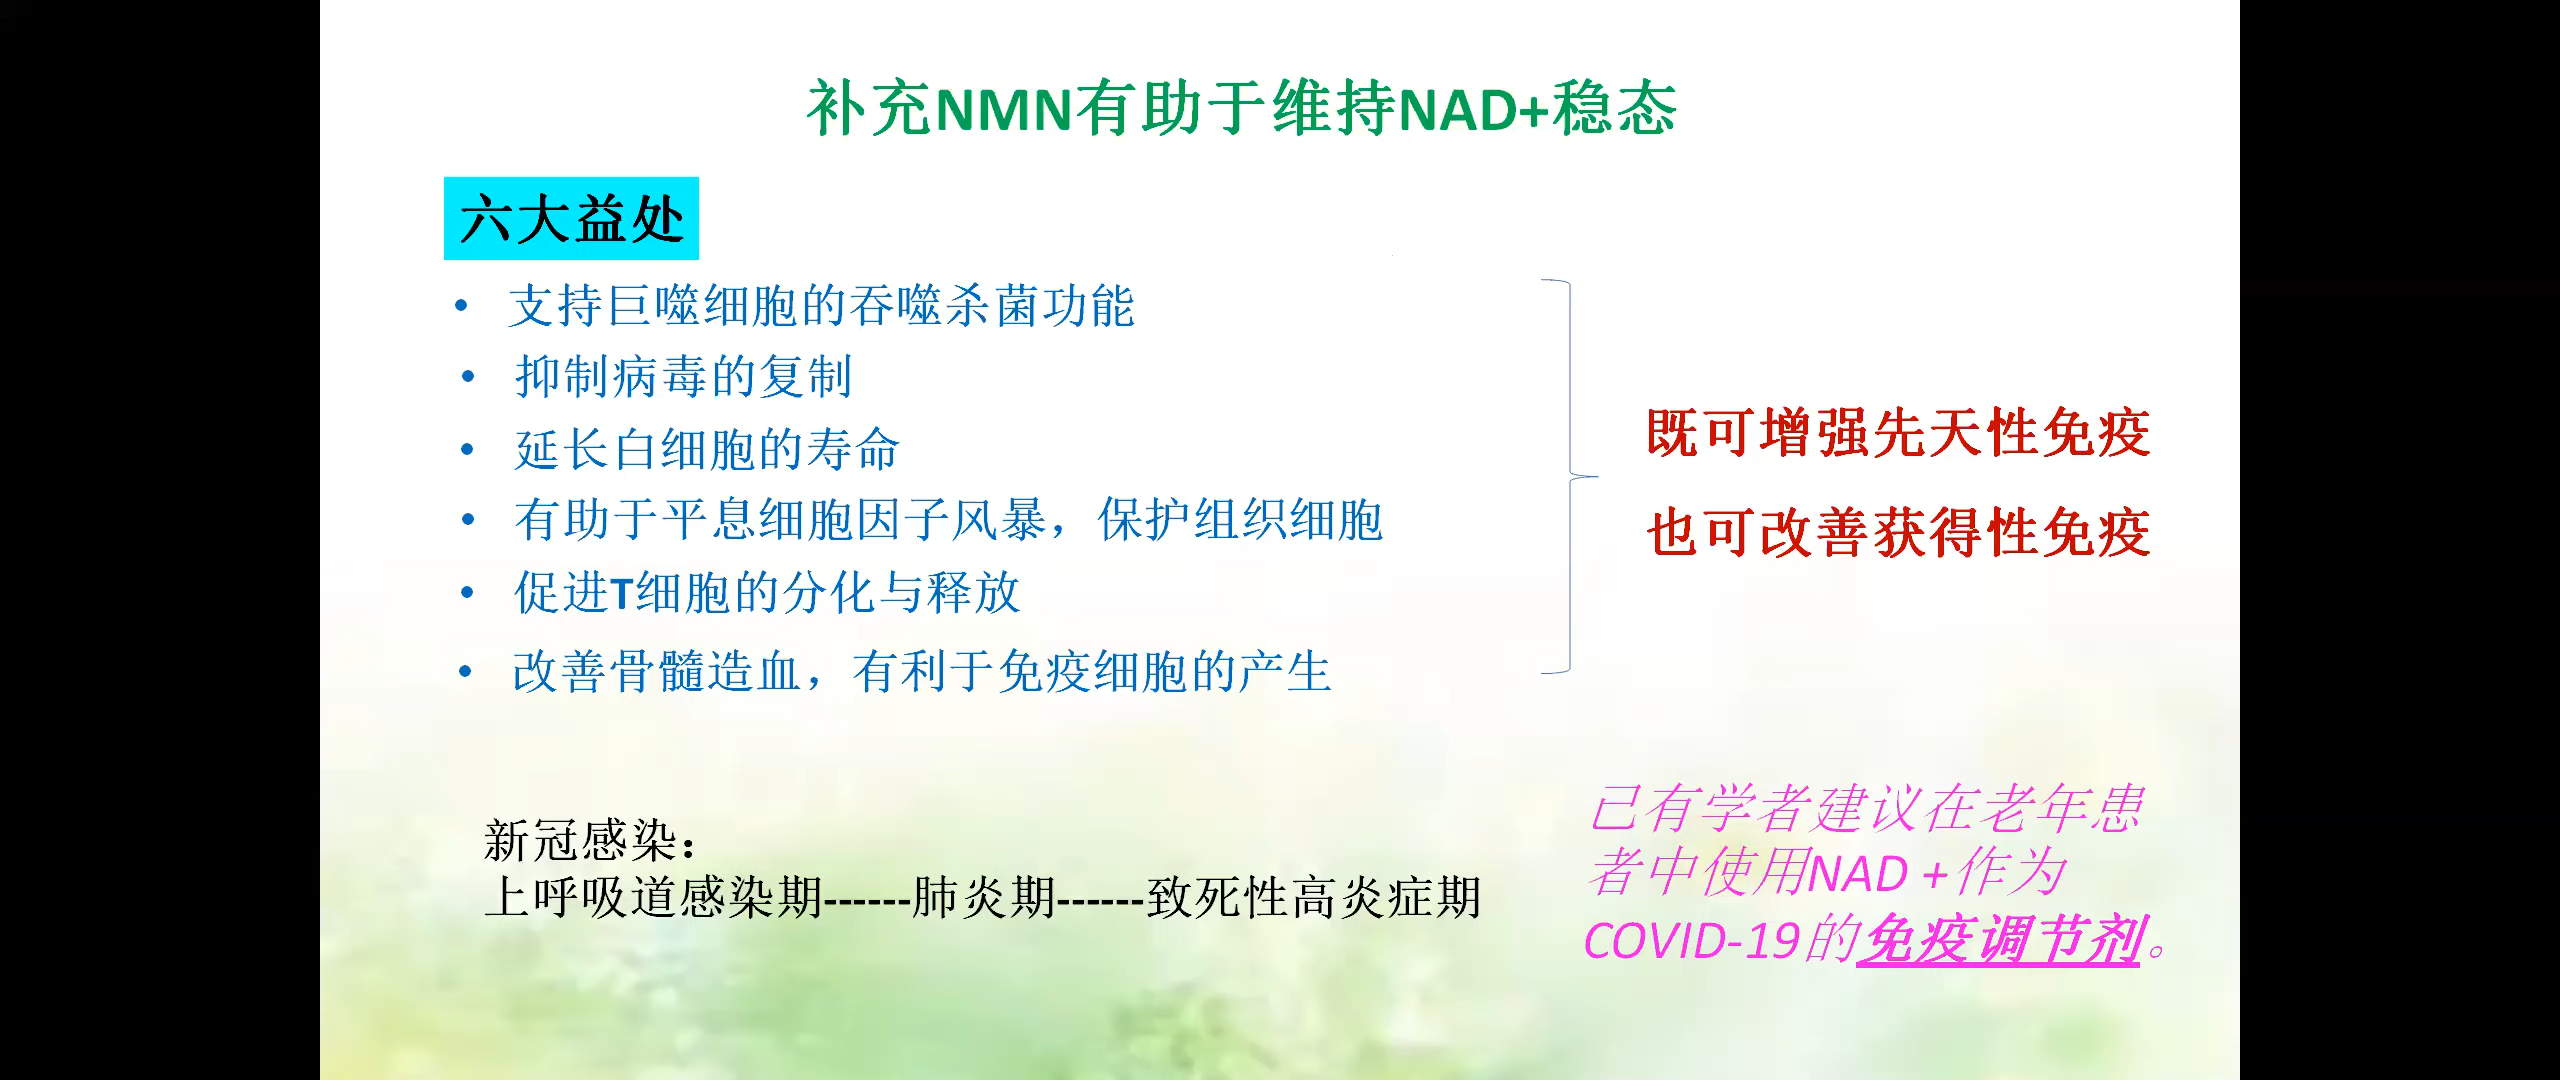 补充NMN有助于维持NAD+稳态
六大益处
• 支持巨噬细胞的吞噬杀菌功能
• 抑制病毒的复制
• 延长白细胞的寿命
• 有助于平息细胞因子风暴，保护组织细胞
• 促进T细胞的分化与释放
• 改善骨髓造血，有利于免疫细胞的产生
既可增强先天性免疫
也可改善获得性免疫
新冠感染：
上呼吸道感染期------肺炎期------致死性高炎症期
已有学者建议在老年患
者中使用NAD +作为
COVID-19的免疫调节剂。